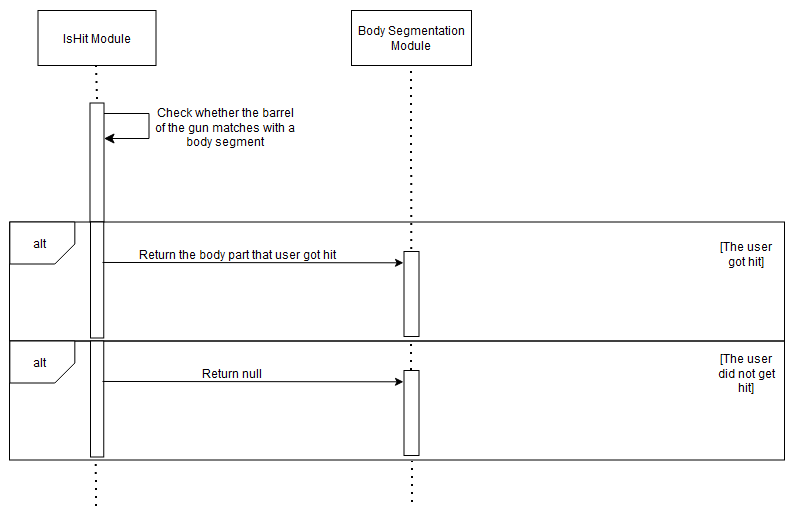 IsHit Module
Body Segmentation
Module
Check whether the barrel
of the gun matches with a
body segment
alt
[The user
got hit]
Return the body part that user got hit
alt
[The user
did not get
hit]
Return null